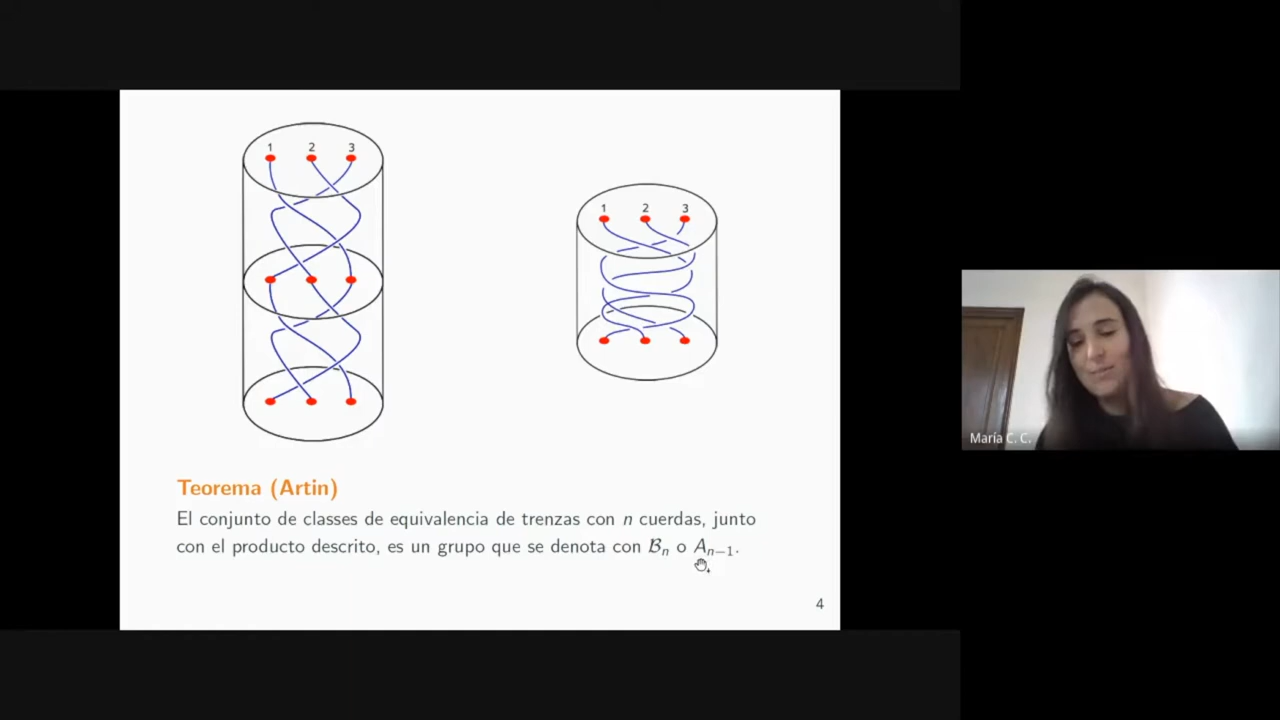 1 2 3
1 2 3
Teorema (Artin)
El conjunto de classes de equivalencia de trenzas con n cuerdas, junto
con el producto descrito, es un grupo que se denota con ℬₙ o Aₙ₋₁.
4
María C. C.